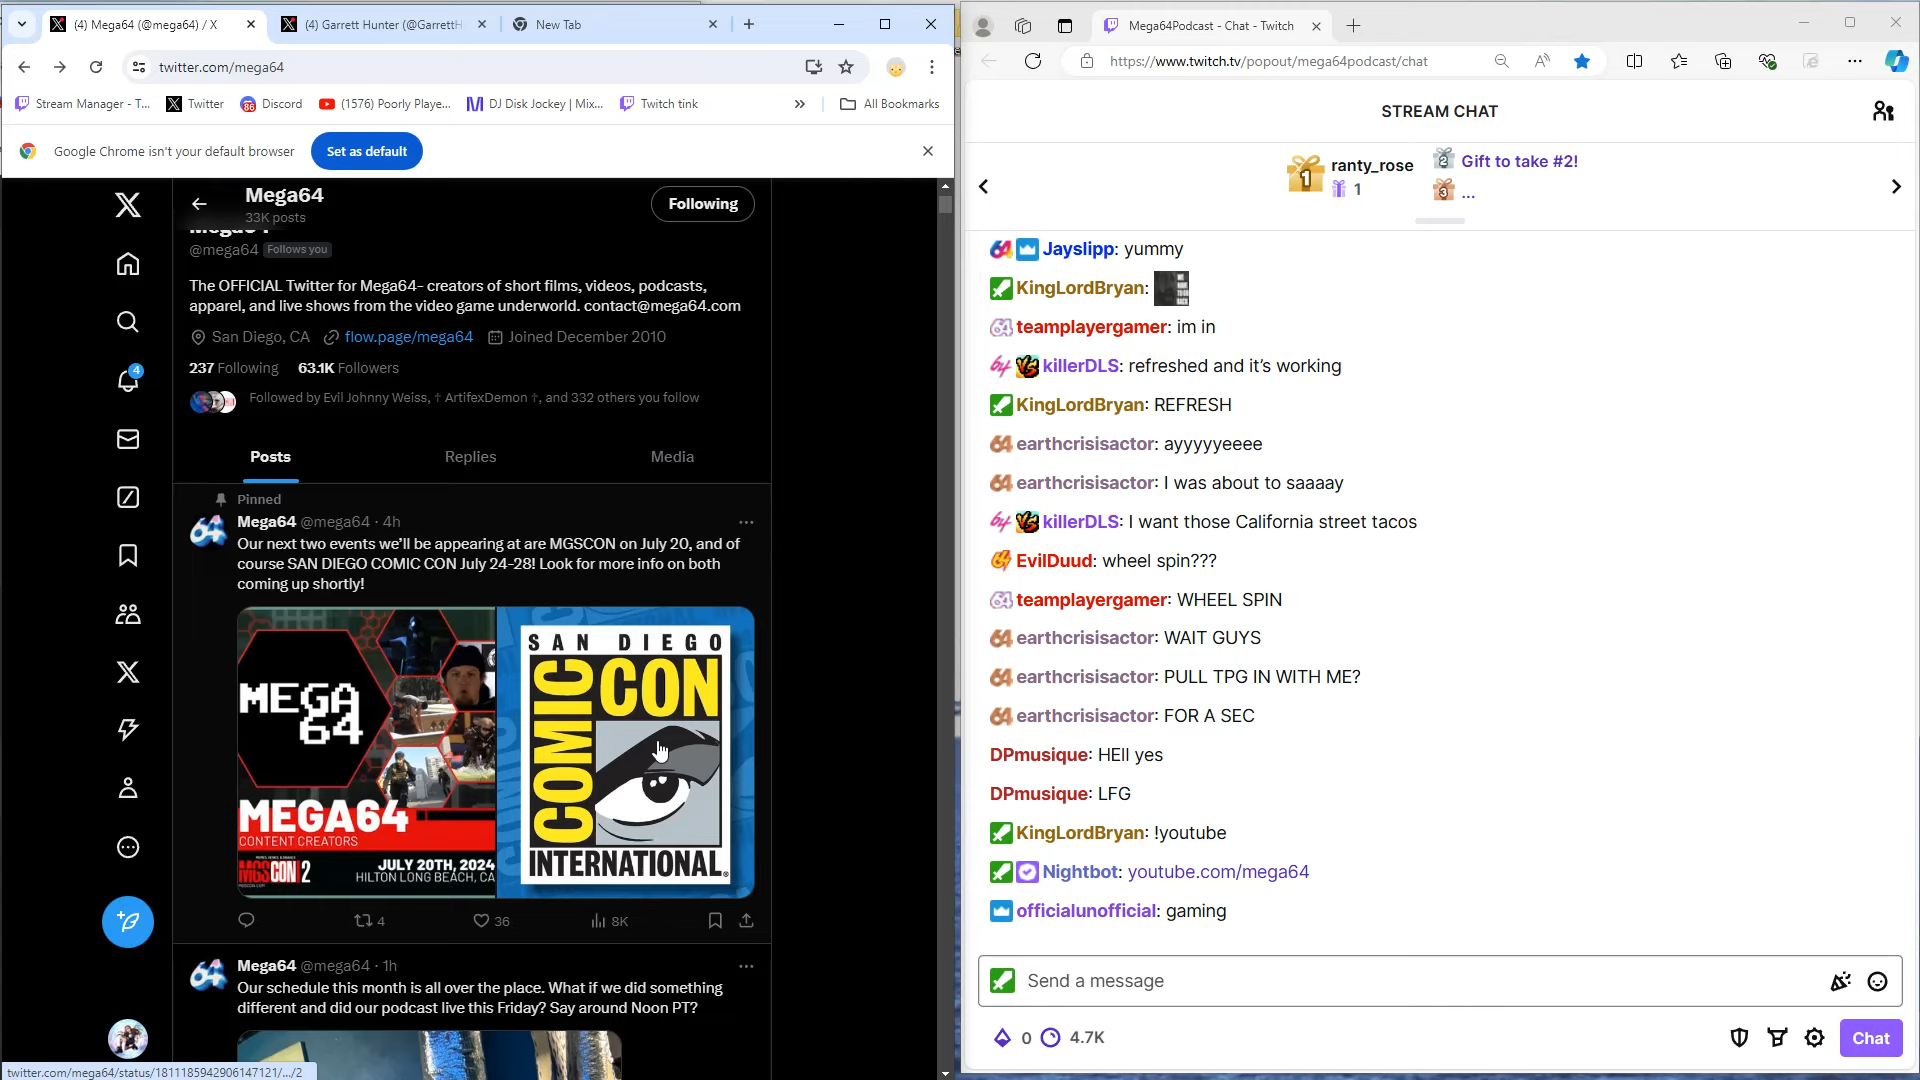 (4) Mega64 (@mega64) / X
(4) Garrett Hunter (@GarrettH
New Tab
twitter.com/mega64
Stream Manager - T...
Twitter
Discord
(1576) Poorly Playe...
DJ Disk Jockey | Mix...
Twitch tink
All Bookmarks
Google Chrome isn't your default browser
Set as default
Mega64
33K posts
Following
@mega64
Follows you
The OFFICIAL Twitter for Mega64- creators of short films, videos, podcasts,
apparel, and live shows from the video game underworld. contact@mega64.com
San Diego, CA
flow.page/mega64
Joined December 2010
237 Following
63.1K Followers
Followed by Evil Johnny Weiss, † ArtifexDemon †, and 332 others you follow
Posts
Replies
Media
Pinned
Mega64 @mega64 · 4h
Our next two events we'll be appearing at are MGSCON on July 20, and of
course SAN DIEGO COMIC CON July 24-28! Look for more info on both
coming up shortly!
MEGA
64
MEGA64
CONTENT CREATORS
MGSCON 2
JULY 20TH, 2024
HILTON LONG BEACH, CA
SAN DIEGO
COMIC
CON
INTERNATIONAL
4
36
8K
Mega64 @mega64 · 1h
Our schedule this month is all over the place. What if we did something
different and did our podcast live this Friday? Say around Noon PT?
twitter.com/mega64/status/1811185942906147121/.../2
Mega64Podcast - Chat - Twitch
https://www.twitch.tv/popout/mega64podcast/chat
STREAM CHAT
1
ranty_rose
1
2
Gift to take #2!
3
...
Jayslipp: yummy
KingLordBryan:
teamplayergamer: im in
killerDLS: refreshed and it's working
KingLordBryan: REFRESH
earthcrisisactor: ayyyyyeeee
earthcrisisactor: I was about to saaaay
killerDLS: I want those California street tacos
EvilDuud: wheel spin???
teamplayergamer: WHEEL SPIN
earthcrisisactor: WAIT GUYS
earthcrisisactor: PULL TPG IN WITH ME?
earthcrisisactor: FOR A SEC
DPmusique: HEll yes
DPmusique: LFG
KingLordBryan: !youtube
Nightbot: youtube.com/mega64
officialunofficial: gaming
Send a message
0
4.7K
Chat